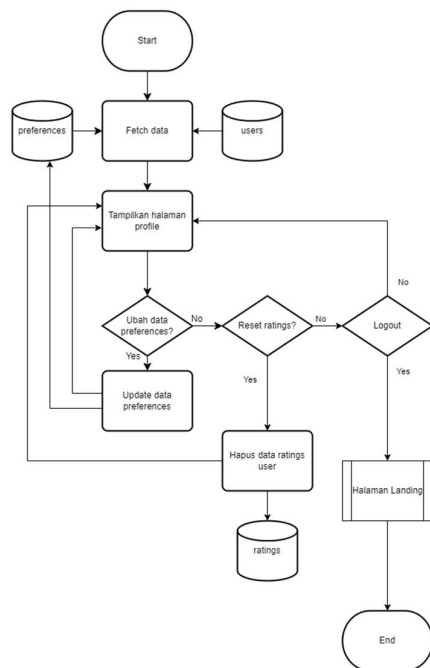 Start
preferences
Fetch data
users
Tampilkan halaman
profile
No
Ubah data
preferences?
No
Reset ratings?
No
Logout
Yes
Yes
Yes
Update data
preferences
Hapus data ratings
user
Halaman Landing
ratings
End